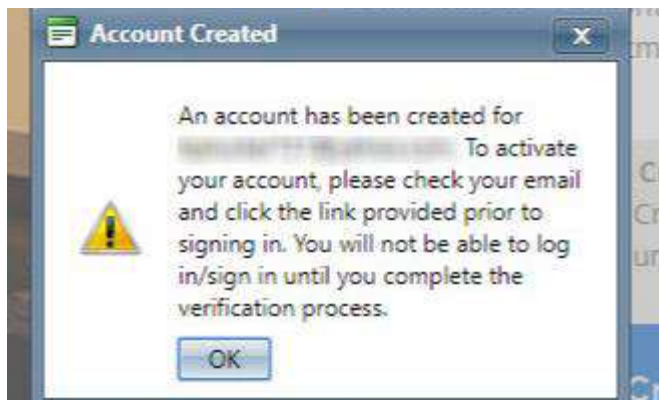 Account Created
An account has been created for
To activate
your account, please check your email
and click the link provided prior to
signing in. You will not be able to log
in/sign in until you complete the
verification process.
OK